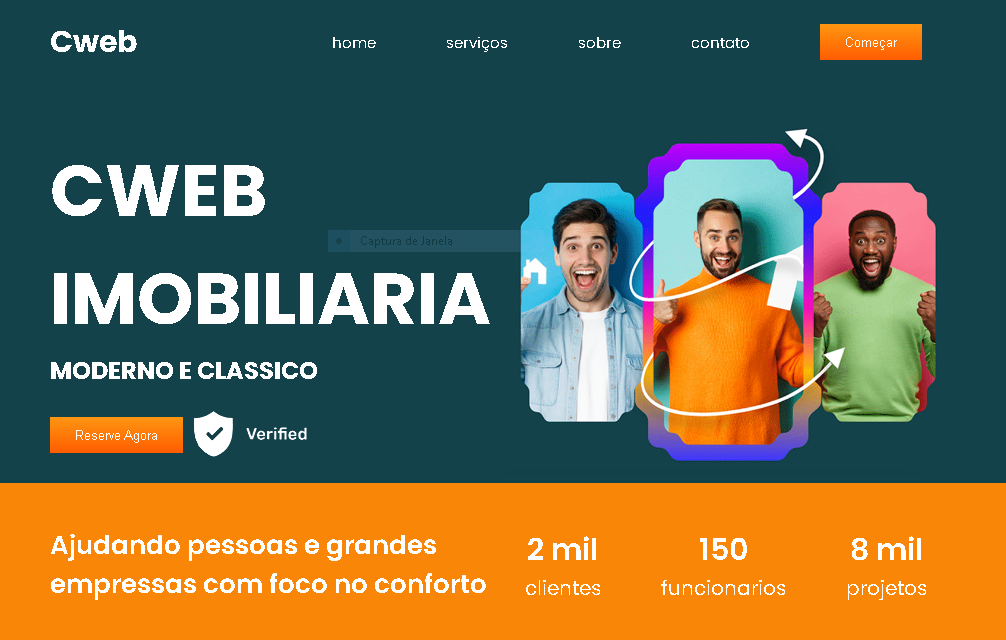 Cweb
home
serviços
sobre
contato
Começar
CWEB
IMOBILIARIA
Captura de Janela
MODERNO E CLASSICO
Reserve Agora
Verified
Ajudando pessoas e grandes
empressas com foco no conforto
2 mil
clientes
150
funcionarios
8 mil
projetos